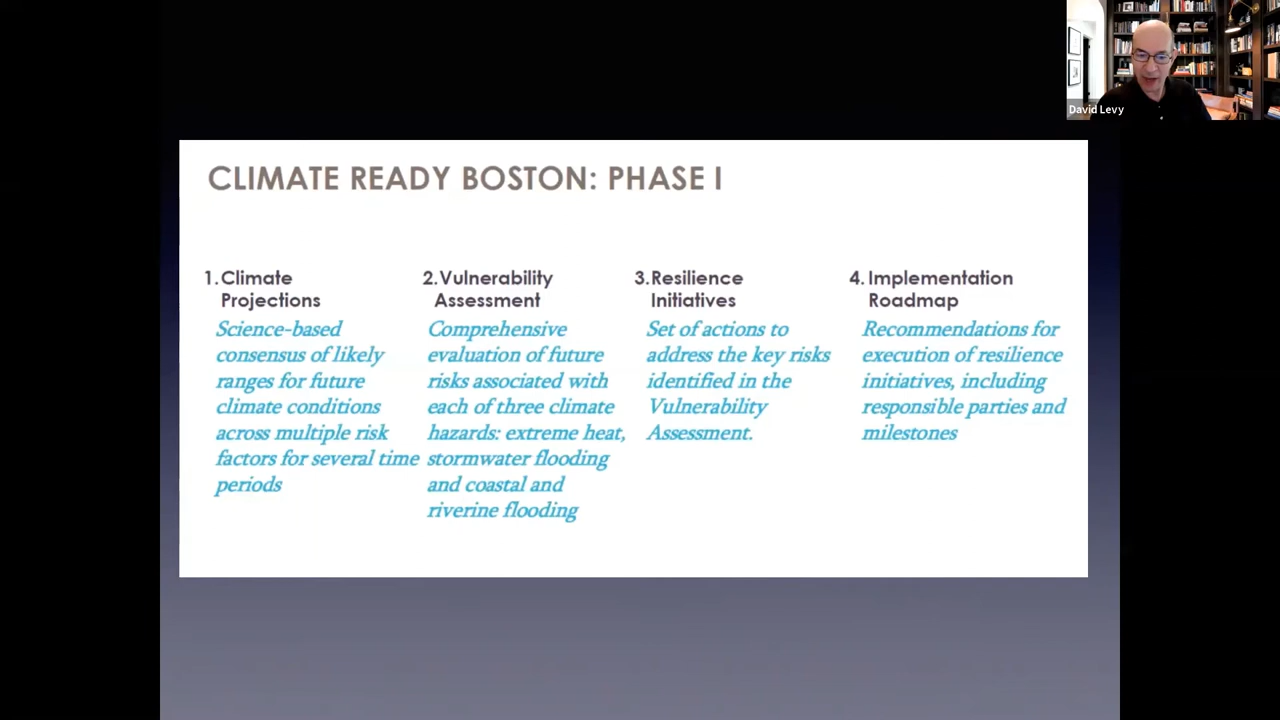 David Levy
CLIMATE READY BOSTON: PHASE I
1. Climate
Projections
Science-based
consensus of likely
ranges for future
climate conditions
across multiple risk
factors for several time
periods
2. Vulnerability
Assessment
Comprehensive
evaluation of future
risks associated with
each of three climate
hazards: extreme heat,
stormwater flooding
and coastal and
riverine flooding
3. Resilience
Initiatives
Set of actions to
address the key risks
identified in the
Vulnerability
Assessment.
4. Implementation
Roadmap
Recommendations for
execution of resilience
initiatives, including
responsible parties and
milestones